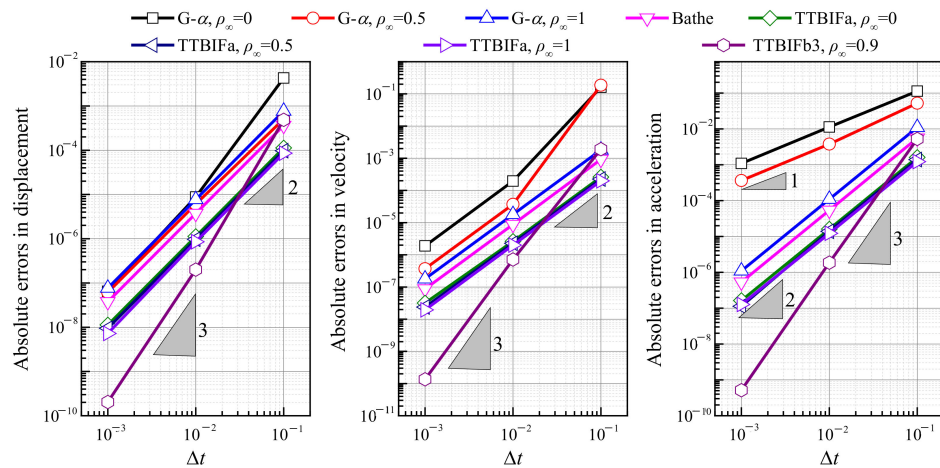 G-α, ρ∞=0 G-α, ρ∞=0.5 G-α, ρ∞=1 Bathe TTBIFa, ρ∞=0
TTBIFa, ρ∞=0.5 TTBIFa, ρ∞=1 TTBIFb3, ρ∞=0.9
Absolute errors in displacement
10⁻²
10⁻⁴
10⁻⁶
10⁻⁸
10⁻¹⁰
2
3
10⁻³ 10⁻² 10⁻¹
Δt
Absolute errors in velocity
10⁻¹
10⁻³
10⁻⁵
10⁻⁷
10⁻⁹
10⁻¹¹
2
3
10⁻³ 10⁻² 10⁻¹
Δt
Absolute errors in acceleration
10⁻²
10⁻⁴
10⁻⁶
10⁻⁸
10⁻¹⁰
1
3
2
10⁻³ 10⁻² 10⁻¹
Δt